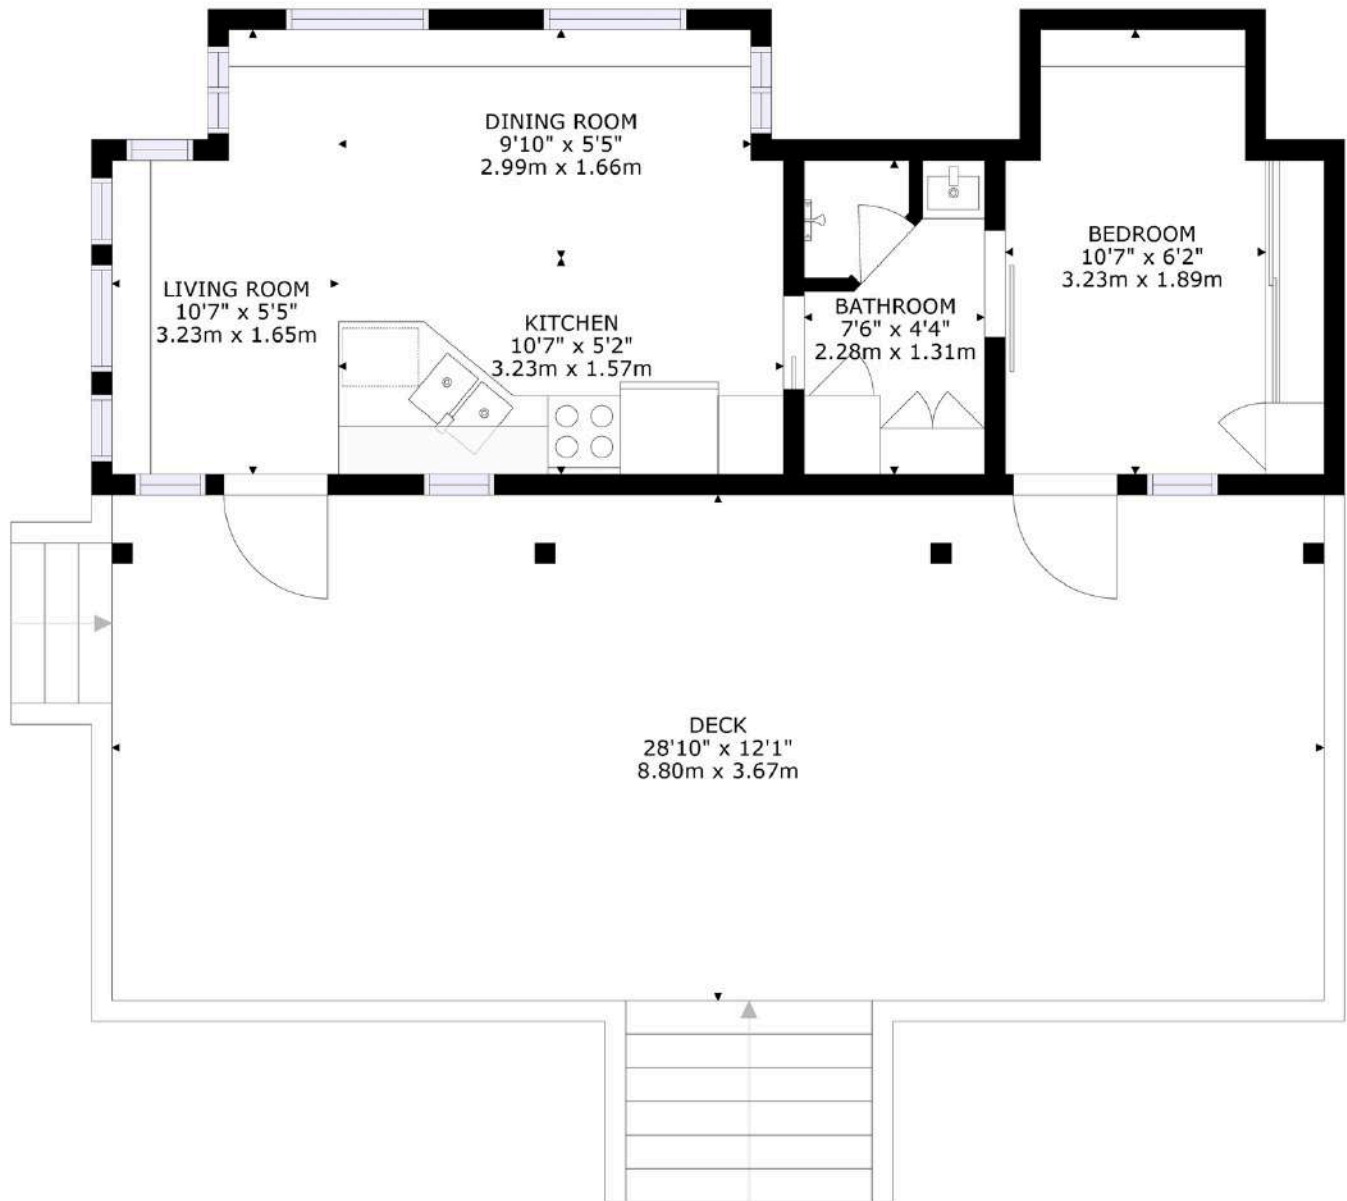 DINING ROOM
9'10" x 5'5"
2.99m x 1.66m
BEDROOM
10'7" x 6'2"
3.23m x 1.89m
LIVING ROOM
10'7" x 5'5"
3.23m x 1.65m
KITCHEN
10'7" x 5'2"
3.23m x 1.57m
BATHROOM
7'6" x 4'4"
2.28m x 1.31m
DECK
28'10" x 12'1"
8.80m x 3.67m